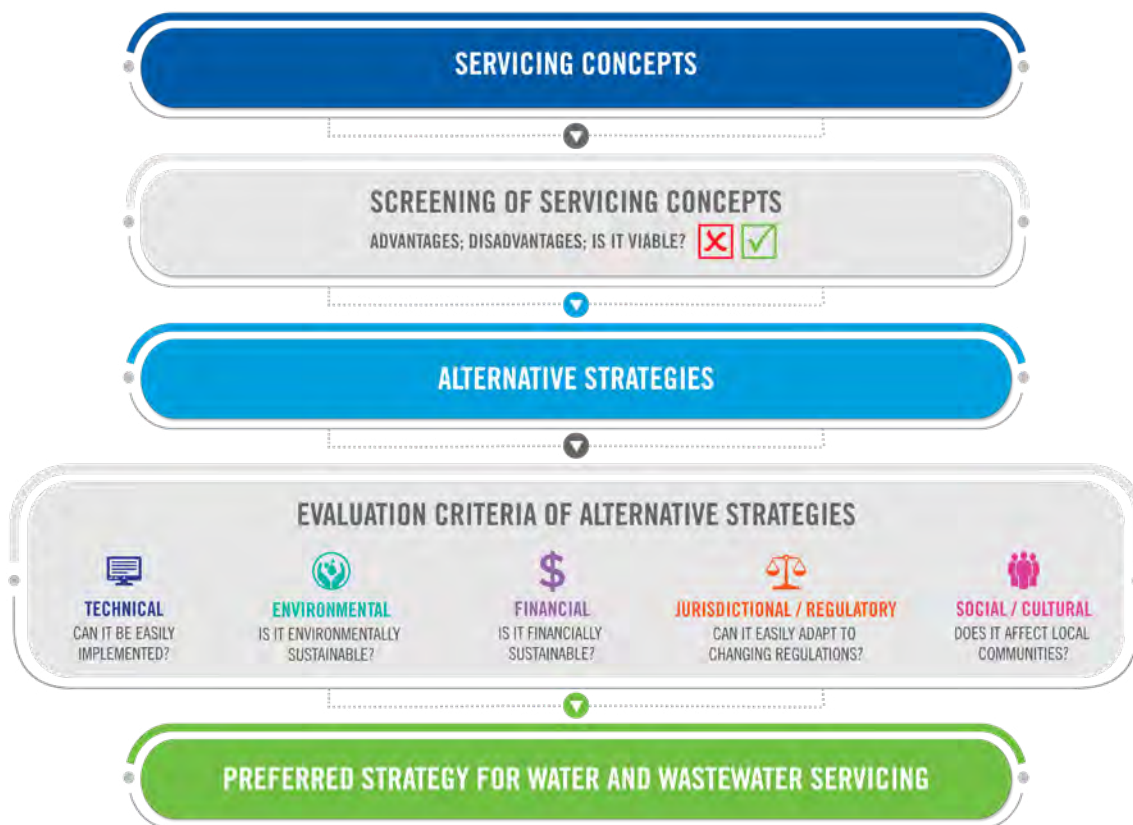 SERVICING CONCEPTS
SCREENING OF SERVICING CONCEPTS
ADVANTAGES; DISADVANTAGES; IS IT VIABLE?
ALTERNATIVE STRATEGIES
EVALUATION CRITERIA OF ALTERNATIVE STRATEGIES
$
TECHNICAL
CAN IT BE EASILY
IMPLEMENTED?
ENVIRONMENTAL
IS IT ENVIRONMENTALLY
SUSTAINABLE?
FINANCIAL
IS IT FINANCIALLY
SUSTAINABLE?
JURISDICTIONAL / REGULATORY
CAN IT EASILY ADAPT TO
CHANGING REGULATIONS?
SOCIAL / CULTURAL
DOES IT AFFECT LOCAL
COMMUNITIES?
PREFERRED STRATEGY FOR WATER AND WASTEWATER SERVICING